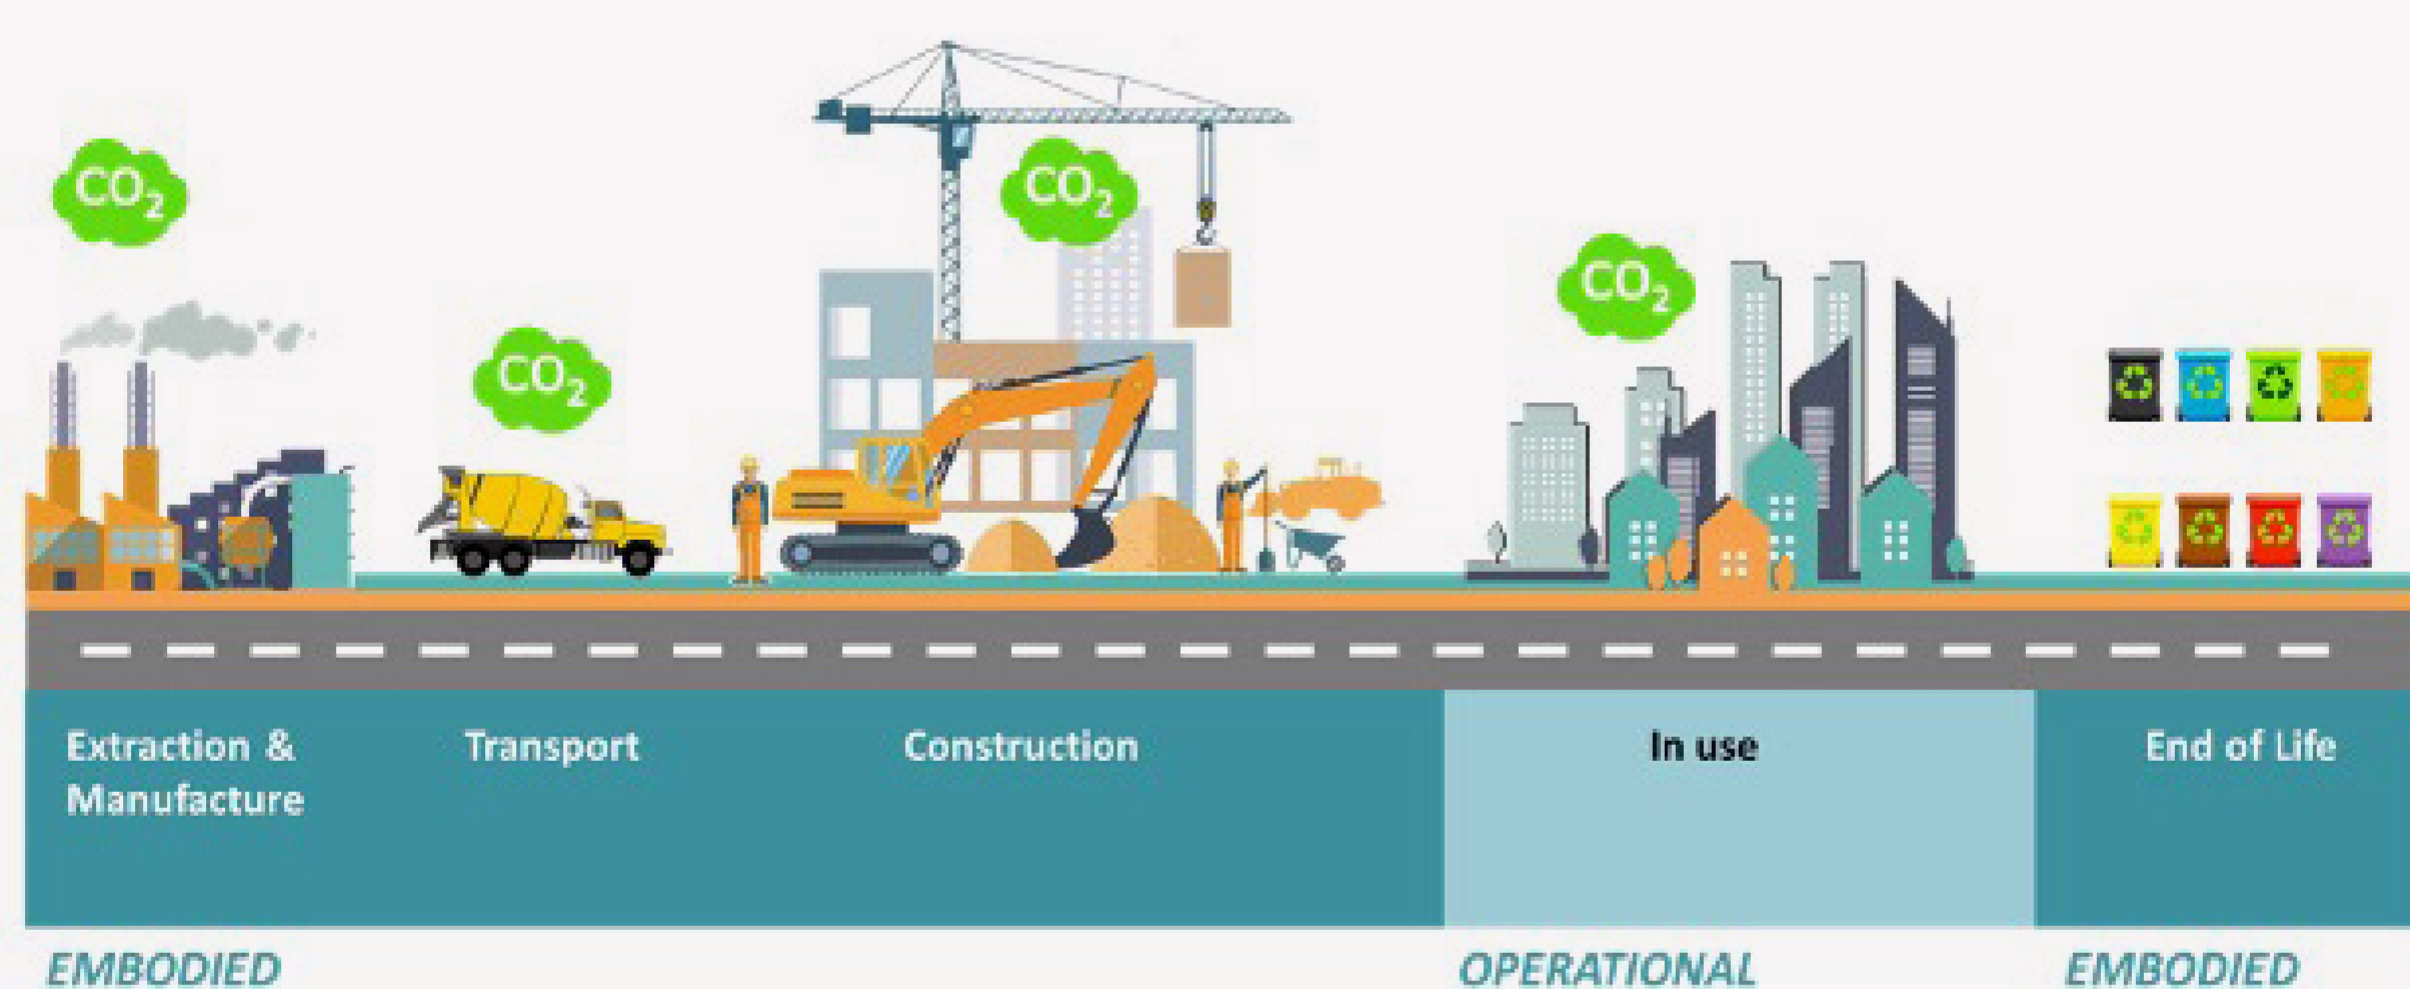 CO₂
CO₂
CO₂
CO₂
Extraction &
Manufacture
Transport
Construction
In use
End of Life
EMBODIED
OPERATIONAL
EMBODIED